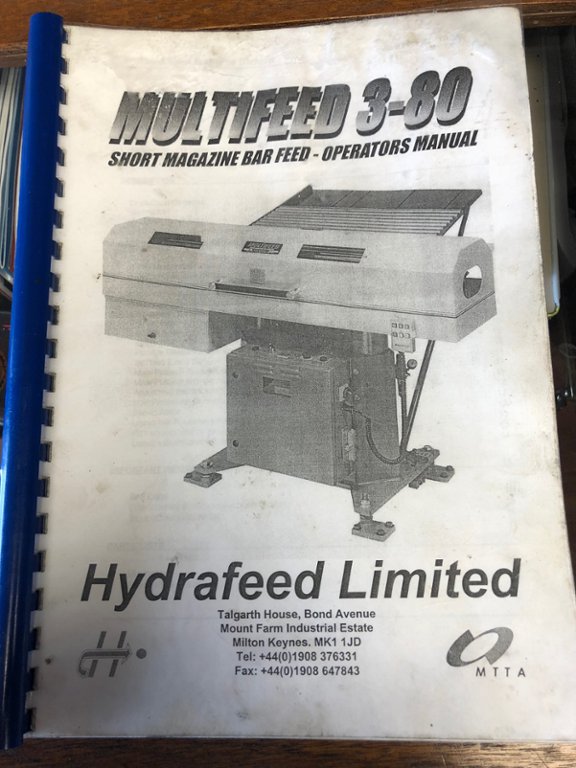 MULTIFEED 3-80
SHORT MAGAZINE BAR FEED - OPERATORS MANUAL
MULTIFEED
Hydrafeed Limited
Talgarth House, Bond Avenue
Mount Farm Industrial Estate
Milton Keynes. MK1 1JD
Tel: +44(0)1908 376331
Fax: +44(0)1908 647843
H
MTTA